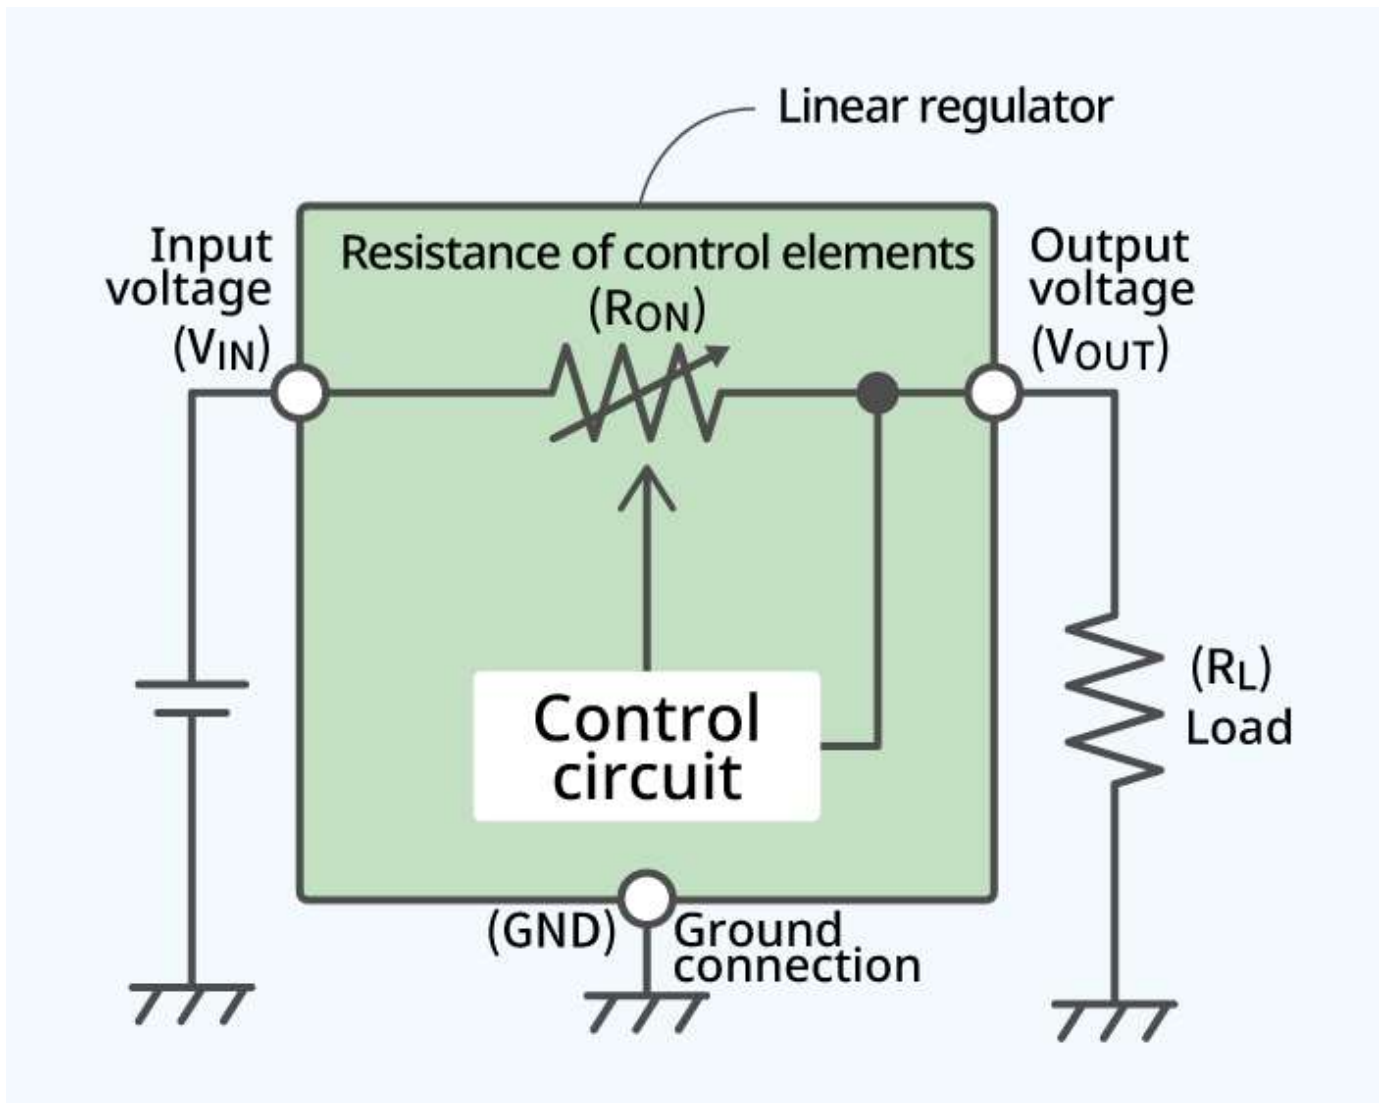 Linear regulator
Input
voltage
(VIN)
Resistance of control elements
(RON)
Output
voltage
(VOUT)
(RL)
Load
Control
circuit
(GND)
Ground
connection